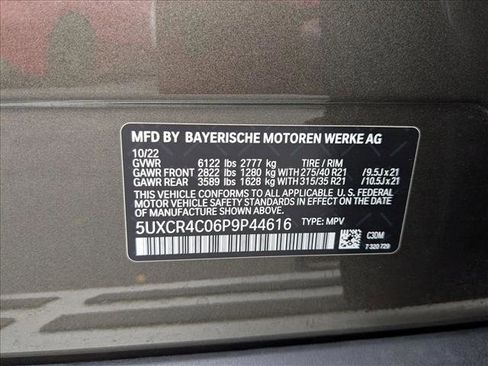 MFD BY BAYERISCHE MOTOREN WERKE AG
10/22
GVWR 6122 lbs 2777 kg TIRE / RIM
GAWR FRONT 2822 lbs 1280 kg WITH 275/40 R21 / 9.5J x 21
GAWR REAR 3589 lbs 1628 kg WITH 315/35 R21 / 10.5J x 21
THIS VEHICLE CONFORMS TO ALL APPLICABLE U.S. FEDERAL
MOTOR VEHICLE SAFETY STANDARDS IN EFFECT ON
THE DATE OF MANUFACTURE SHOWN ABOVE.
5UXCR4C06P9P44616 TYPE: MPV
C3DM
7 320 729